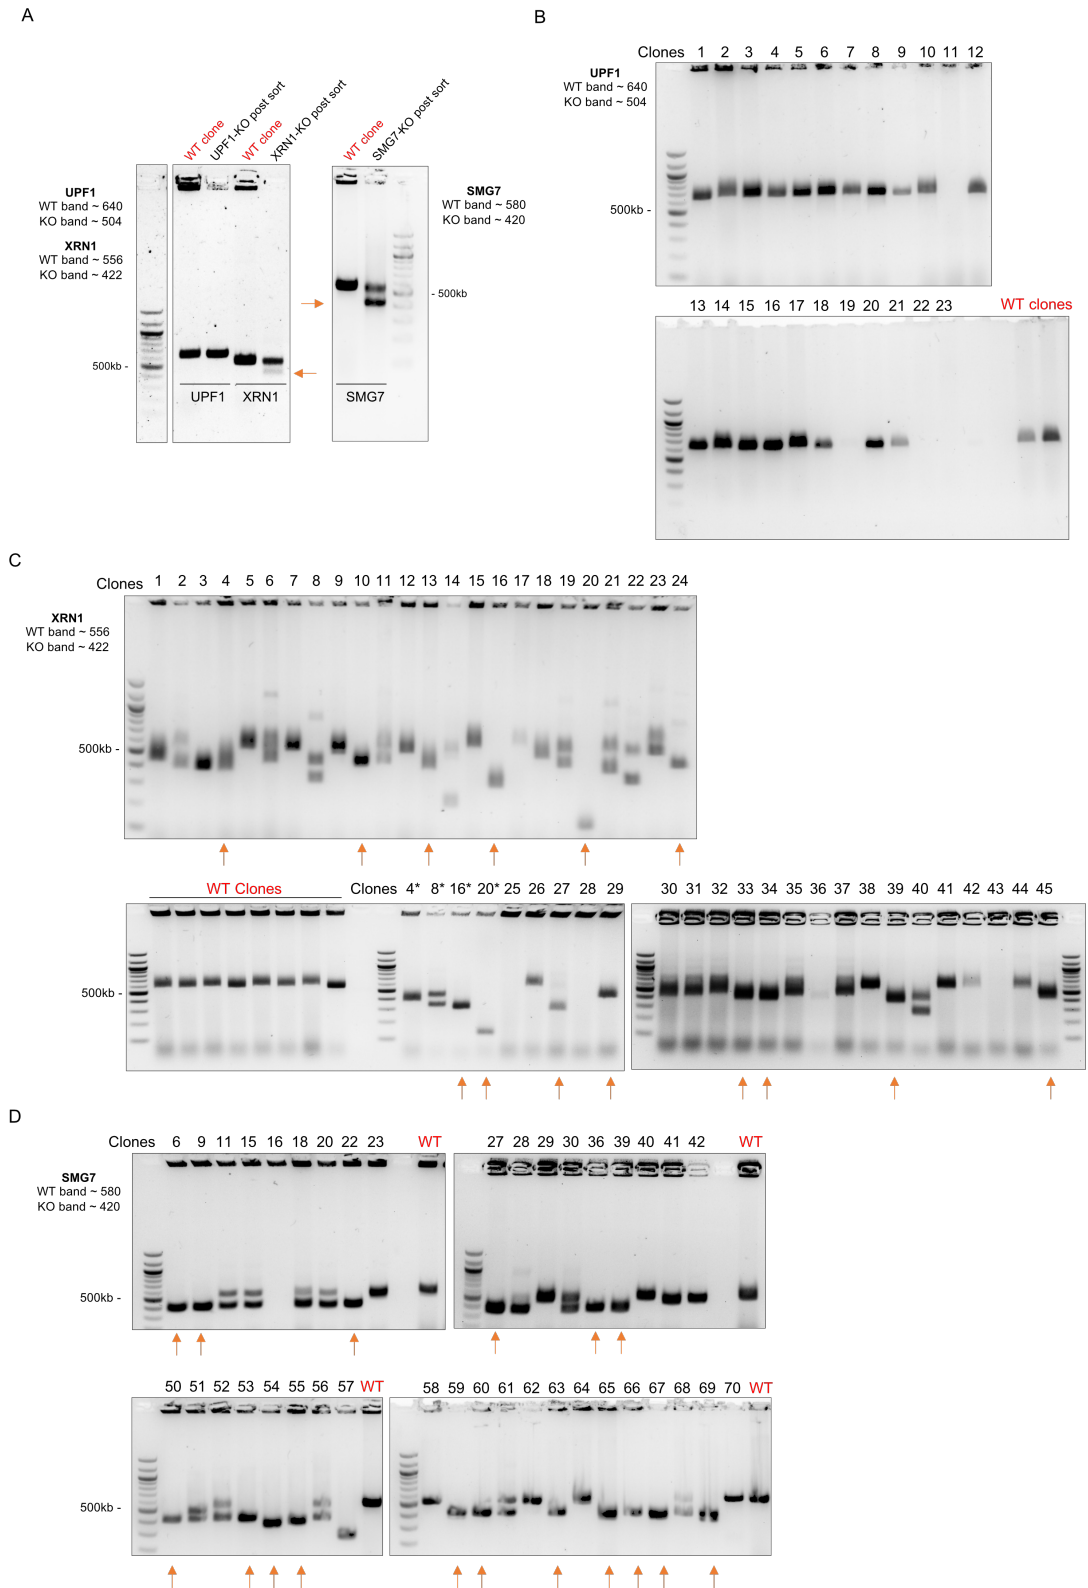 A
WT clone
UPF1-KO post sort
WT clone
XRN1-KO post sort
WT clone
SMG7-KO post sort
UPF1
WT band ~ 640
KO band ~ 504
XRN1
WT band ~ 556
KO band ~ 422
SMG7
WT band ~ 580
KO band ~ 420
- 500kb
500kb -
UPF1 XRN1
SMG7
B
Clones 1 2 3 4 5 6 7 8 9 10 11 12
UPF1
WT band ~ 640
KO band ~ 504
500kb -
13 14 15 16 17 18 19 20 21 22 23 WT clones
C
Clones 1 2 3 4 5 6 7 8 9 10 11 12 13 14 15 16 17 18 19 20 21 22 23 24
XRN1
WT band ~ 556
KO band ~ 422
500kb -
WT Clones
Clones 4* 8* 16* 20* 25 26 27 28 29
30 31 32 33 34 35 36 37 38 39 40 41 42 43 44 45
500kb -
D
Clones 6 9 11 15 16 18 20 22 23 WT
27 28 29 30 36 39 40 41 42 WT
SMG7
WT band ~ 580
KO band ~ 420
500kb -
50 51 52 53 54 55 56 57 WT
58 59 60 61 62 63 64 65 66 67 68 69 70 WT
500kb -